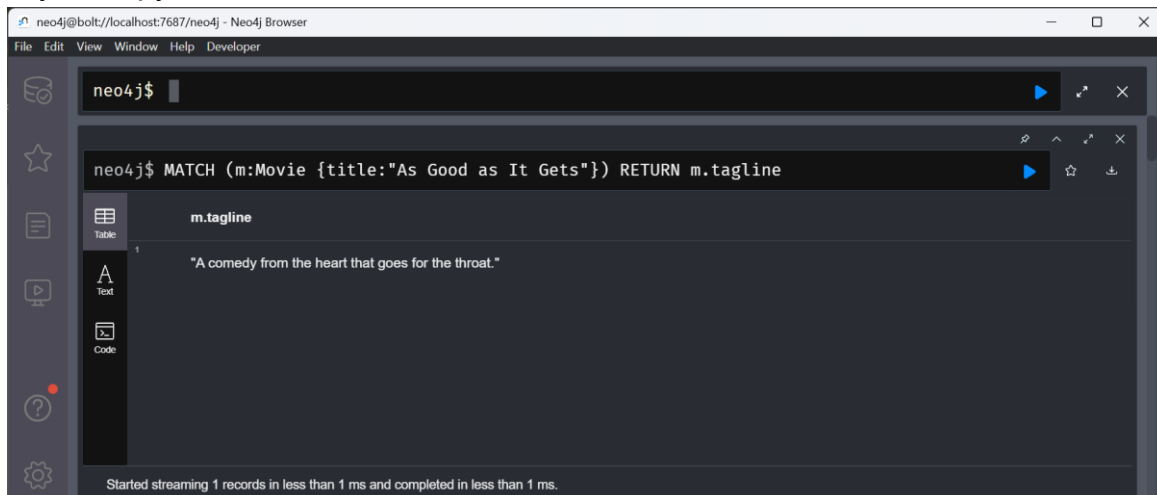 neo4j@bolt://localhost:7687/neo4j - Neo4j Browser
File Edit View Window Help Developer
neo4j$
neo4j$ MATCH (m:Movie {title:"As Good as It Gets"}) RETURN m.tagline
Table
m.tagline
1
"A comedy from the heart that goes for the throat."
A
Text
Code
Started streaming 1 records in less than 1 ms and completed in less than 1 ms.